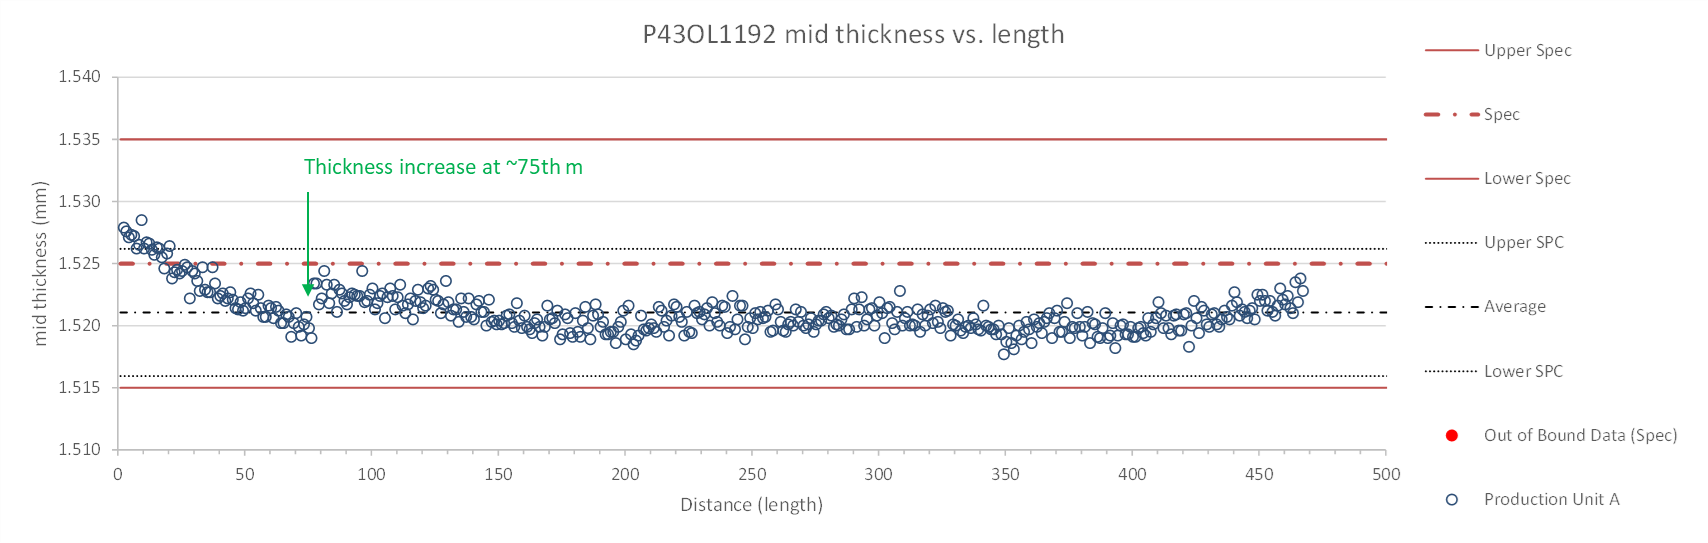 P43OL1192 mid thickness vs. length
Upper Spec
1.540
Spec
1.535
Thickness increase at ~75th m
Lower Spec
1.530
mid thickness (mm)
Upper SPC
1.525
Average
1.520
Lower SPC
1.515
Out of Bound Data (Spec)
1.510
0 50 100 150 200 250 300 350 400 450 500
Distance (length)
Production Unit A